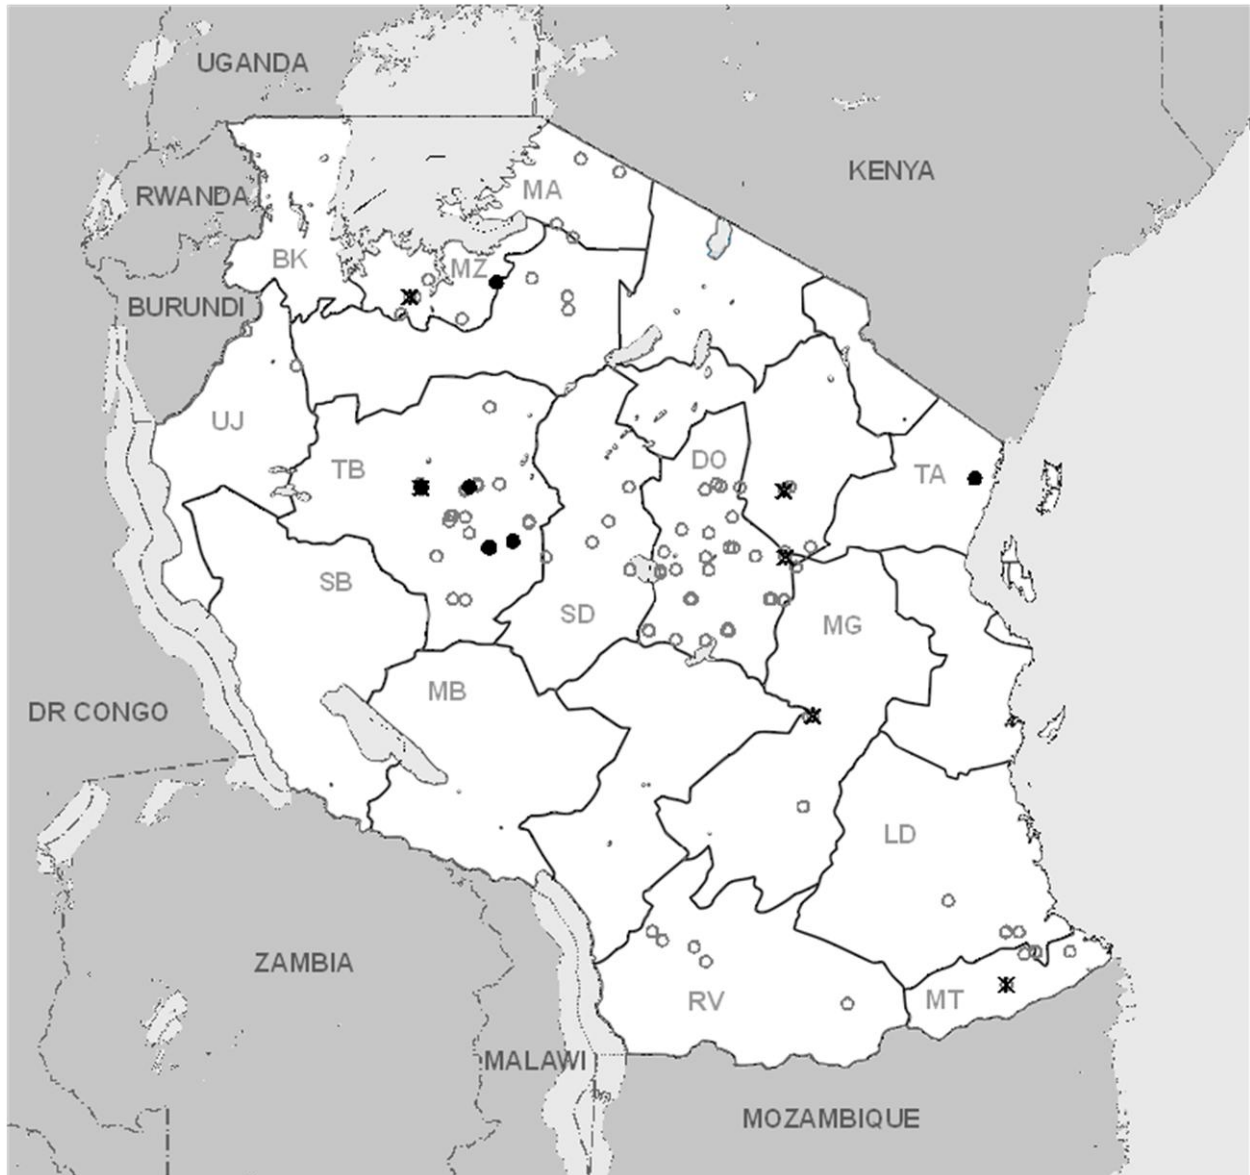 UGANDA
KENYA
RWANDA
MA
BK
MZ
BURUNDI
UJ
TB
DO
TA
SB
SD
MG
MB
DR CONGO
LD
ZAMBIA
RV
MT
MALAWI
MOZAMBIQUE